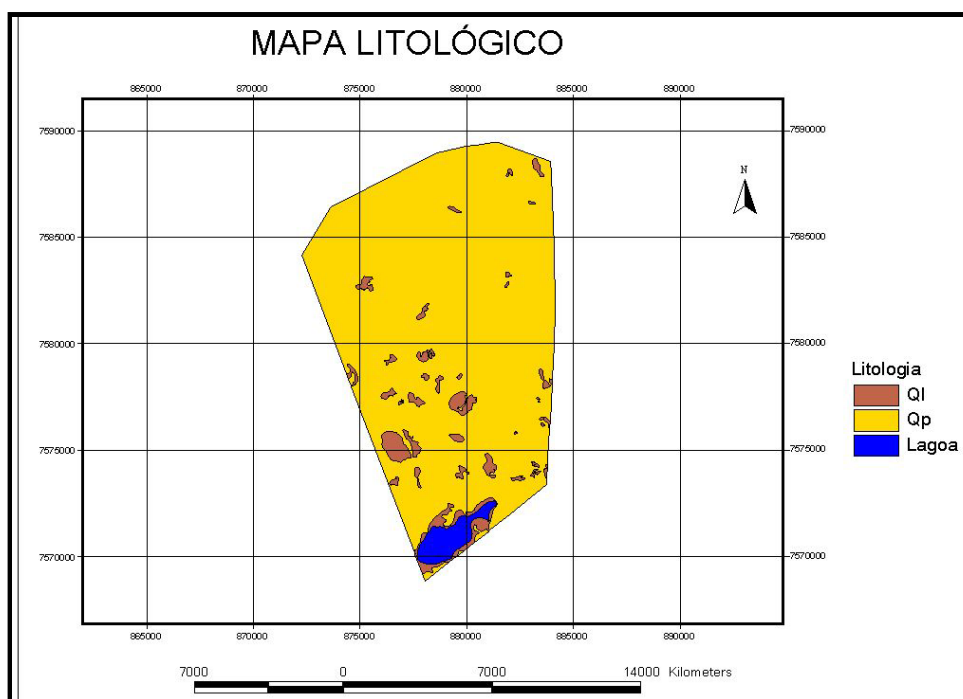 MAPA LITOLÓGICO
865000 870000 875000 880000 885000 890000
7590000 7590000
N
7585000 7585000
7580000 7580000
7575000 7575000
7570000 7570000
865000 870000 875000 880000 885000 890000
Litologia
Ql
Qp
Lagoa
7000 0 7000 14000 Kilometers